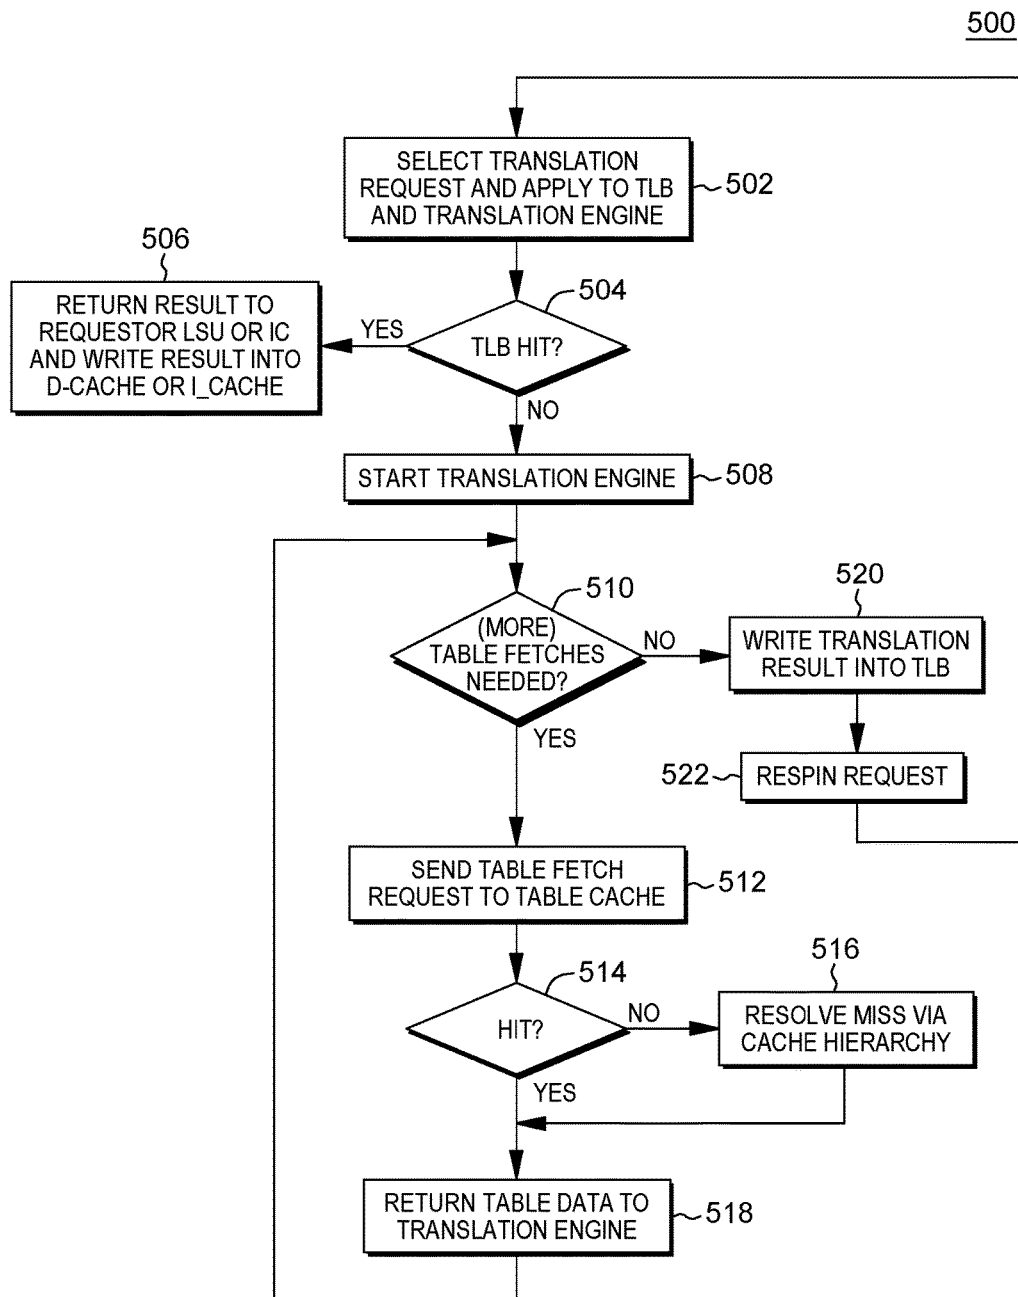 500
SELECT TRANSLATION
REQUEST AND APPLY TO TLB
AND TRANSLATION ENGINE
502
506
RETURN RESULT TO
REQUESTOR LSU OR IC
AND WRITE RESULT INTO
D-CACHE OR I_CACHE
YES
504
TLB HIT?
NO
START TRANSLATION ENGINE
508
510
(MORE)
TABLE FETCHES
NEEDED?
NO
YES
520
WRITE TRANSLATION
RESULT INTO TLB
522
RESPIN REQUEST
SEND TABLE FETCH
REQUEST TO TABLE CACHE
512
514
HIT?
NO
YES
516
RESOLVE MISS VIA
CACHE HIERARCHY
RETURN TABLE DATA TO
TRANSLATION ENGINE
518